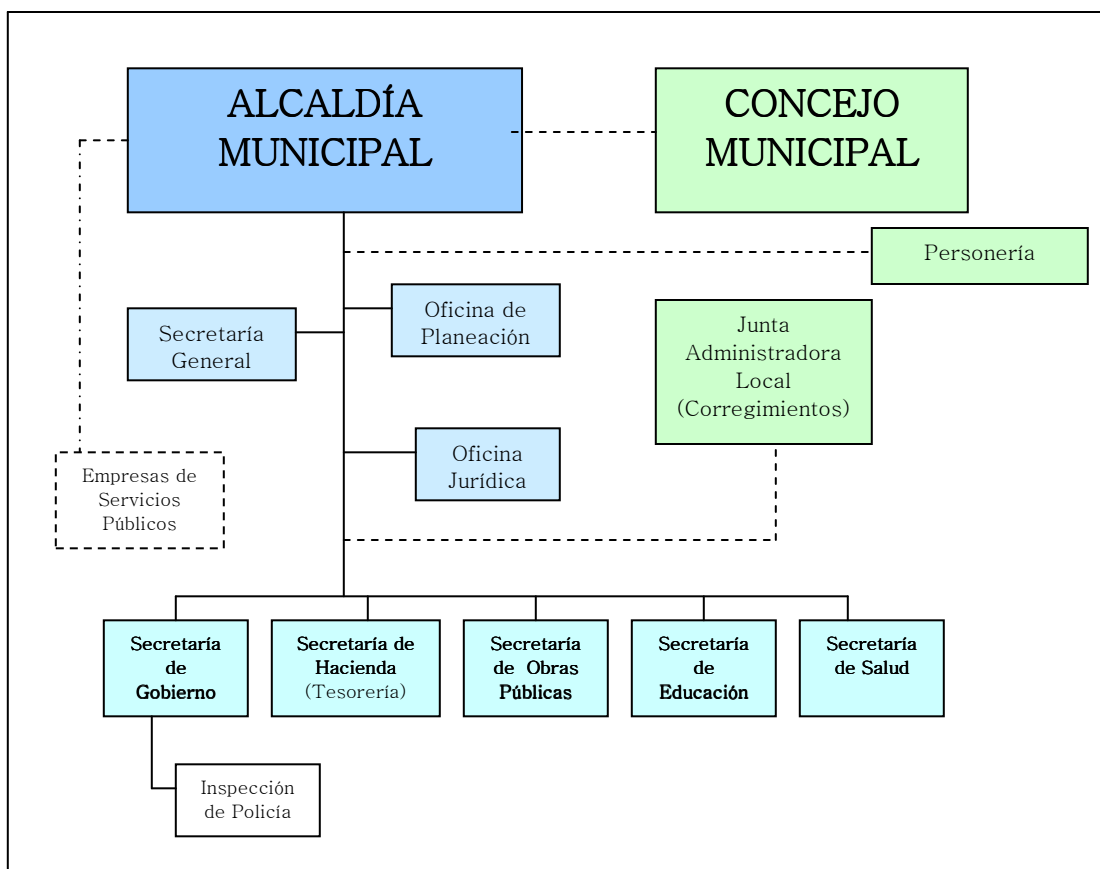 ALCALDÍA
MUNICIPAL
CONCEJO
MUNICIPAL
Personería
Oficina de
Planeación
Secretaría
General
Junta
Administradora
Local
(Corregimientos)
Oficina
Jurídica
Empresas de
Servicios
Públicos
Secretaría
de
Gobierno
Secretaría de
Hacienda
(Tesorería)
Secretaría
de Obras
Públicas
Secretaría
de
Educación
Secretaría
de Salud
Inspección
de Policía